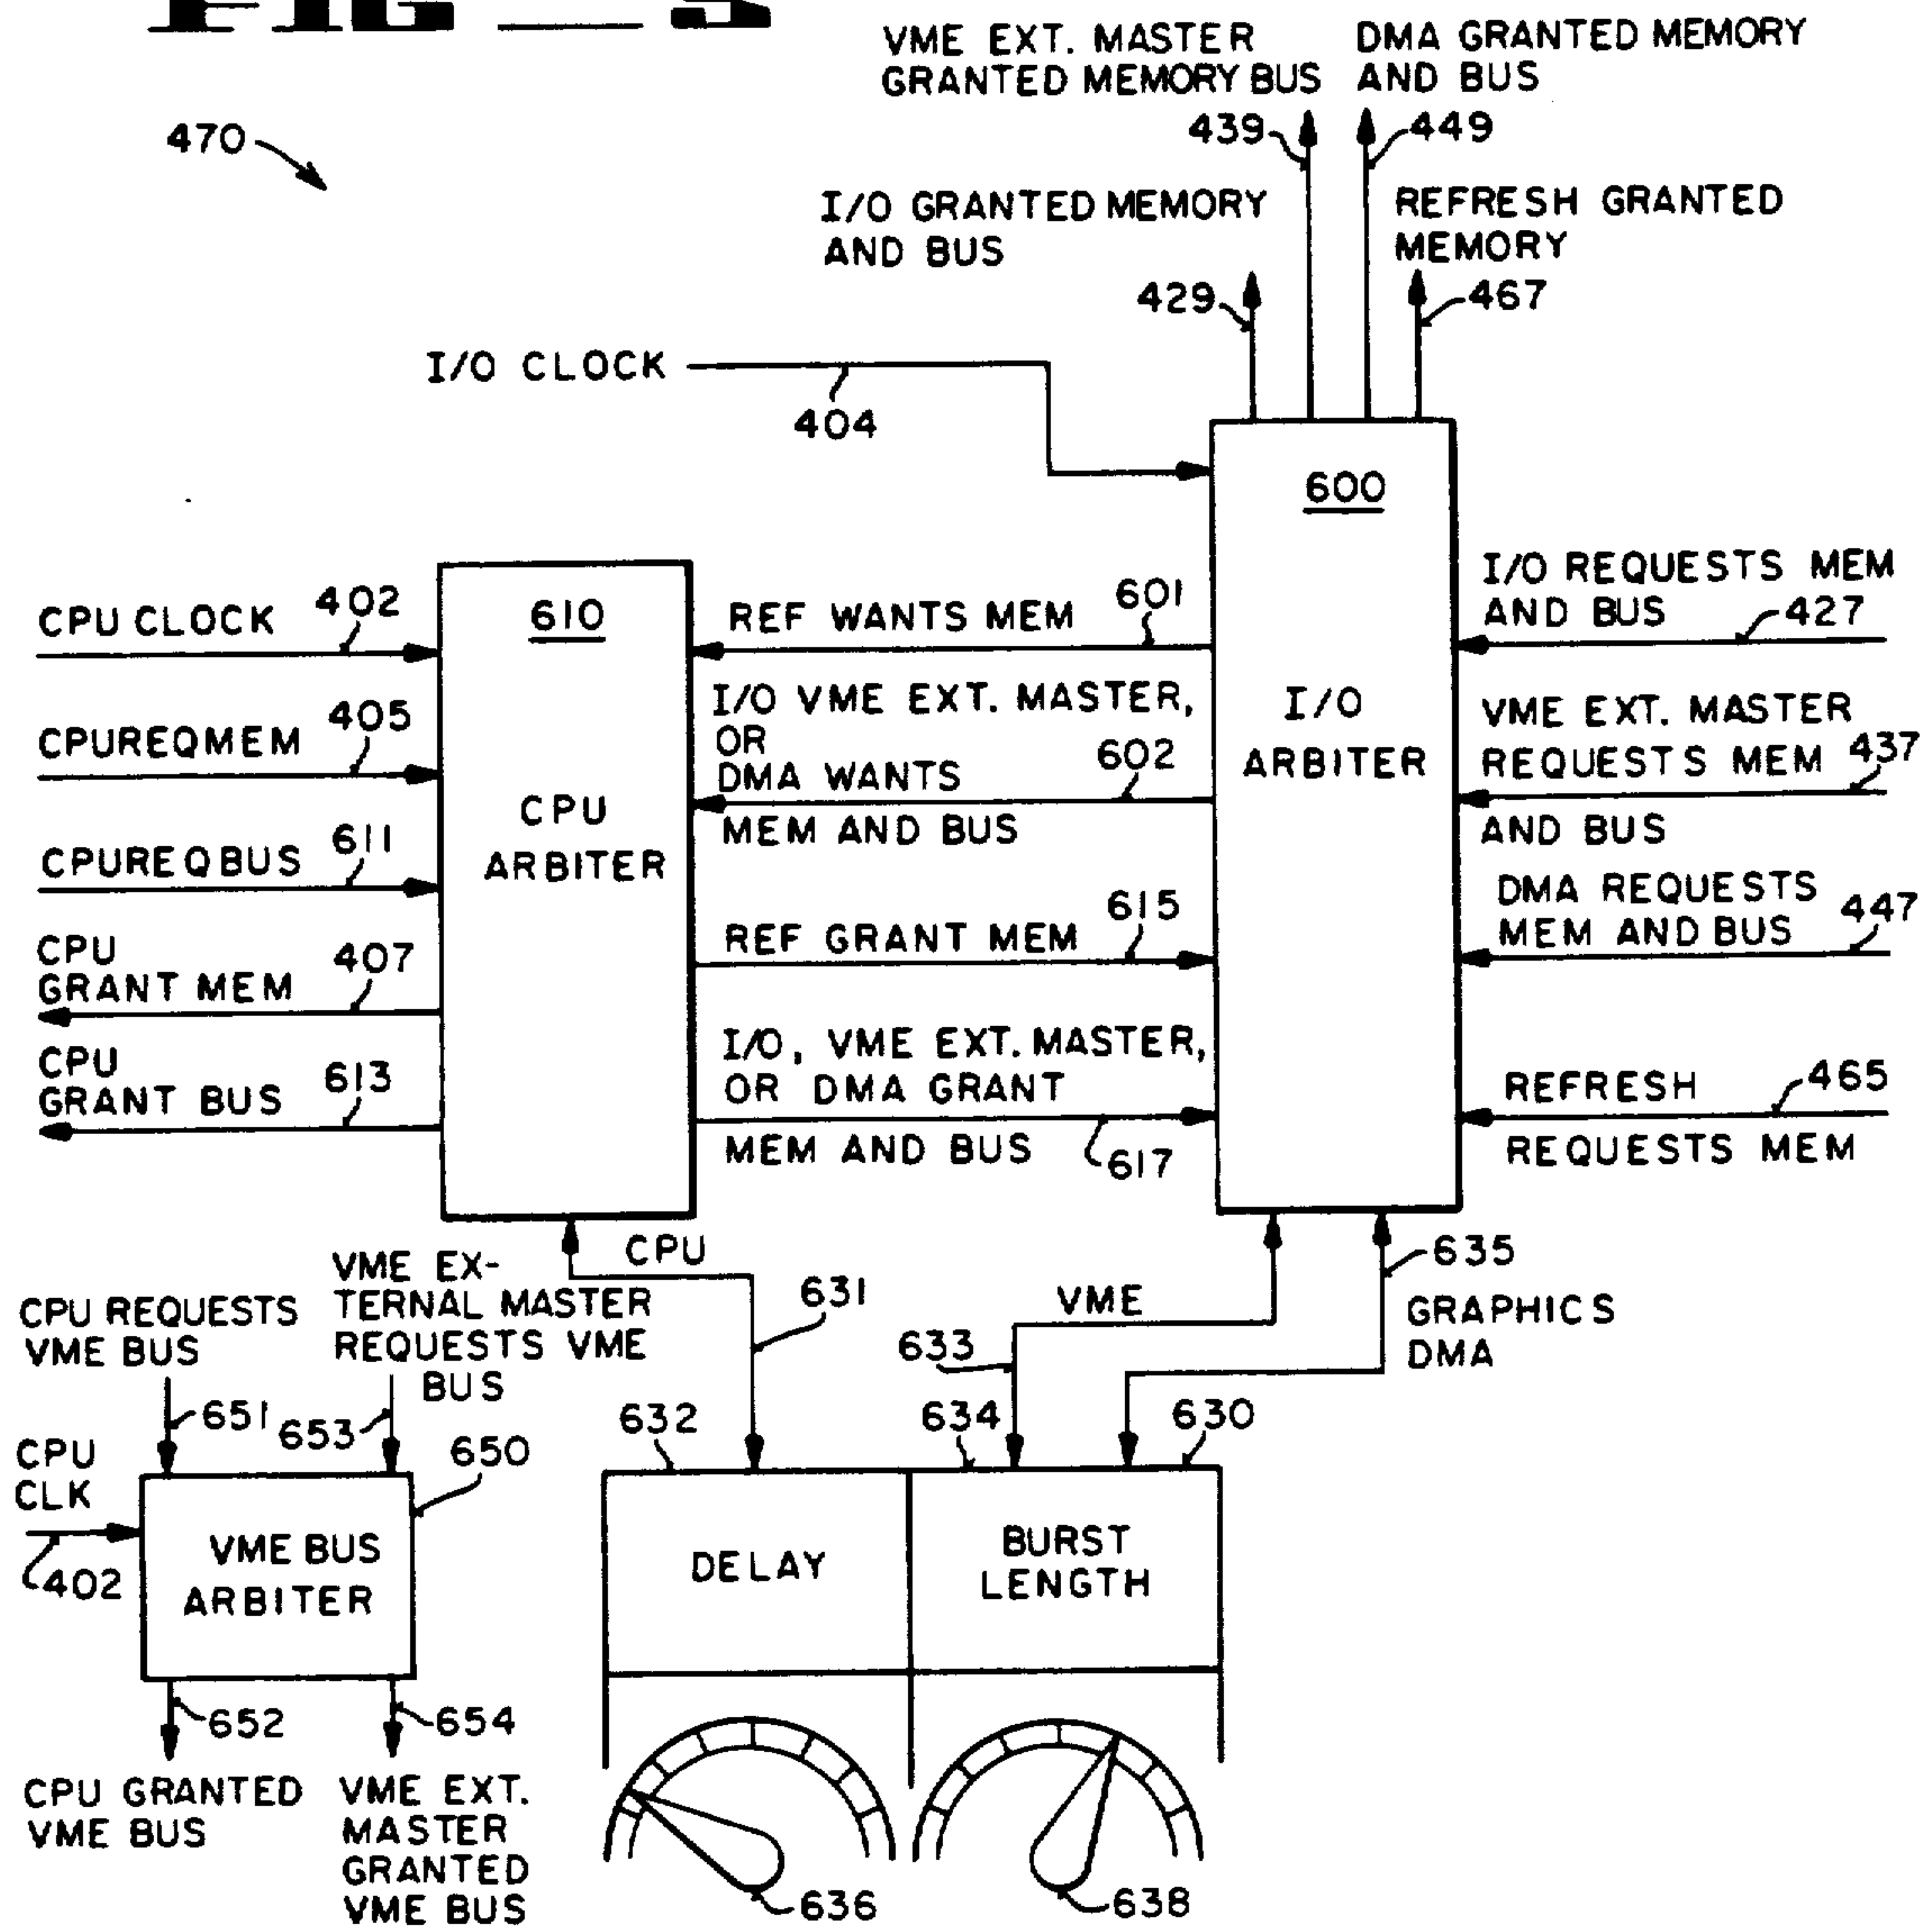 FIG_5
VME EXT. MASTER
GRANTED MEMORY BUS
DMA GRANTED MEMORY
AND BUS
470
439
449
I/O GRANTED MEMORY
AND BUS
REFRESH GRANTED
MEMORY
429
467
I/O CLOCK
404
600
I/O
ARBITER
610
CPU
ARBITER
CPU CLOCK
402
CPUREQMEM
405
CPUREQBUS
611
CPU
GRANT MEM
407
CPU
GRANT BUS
613
REF WANTS MEM
601
I/O VME EXT. MASTER,
OR
DMA WANTS
602
MEM AND BUS
REF GRANT MEM
615
I/O, VME EXT. MASTER,
OR DMA GRANT
MEM AND BUS
617
I/O REQUESTS MEM
AND BUS
427
VME EXT. MASTER
REQUESTS MEM
437
AND BUS
DMA REQUESTS
MEM AND BUS
447
REFRESH
465
REQUESTS MEM
CPU
631
VME
633
635
GRAPHICS
DMA
CPU REQUESTS
VME BUS
VME EX-
TERNAL MASTER
REQUESTS VME
BUS
651
653
650
CPU
CLK
402
VME BUS
ARBITER
652
654
CPU GRANTED
VME BUS
VME EXT.
MASTER
GRANTED
VME BUS
632
634
630
DELAY
BURST
LENGTH
636
638